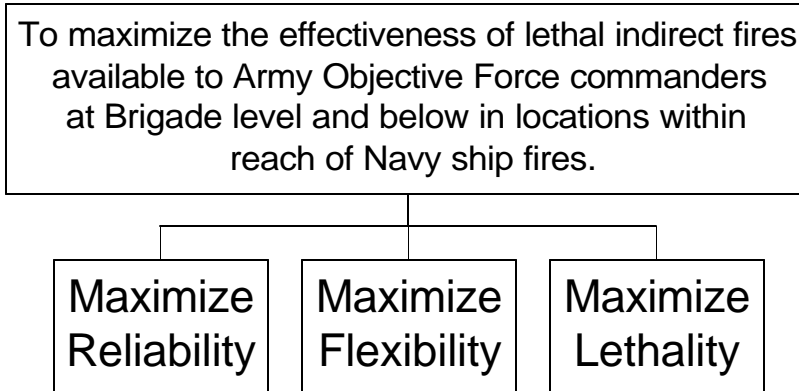 To maximize the effectiveness of lethal indirect fires
available to Army Objective Force commanders
at Brigade level and below in locations within
reach of Navy ship fires.
Maximize
Reliability
Maximize
Flexibility
Maximize
Lethality